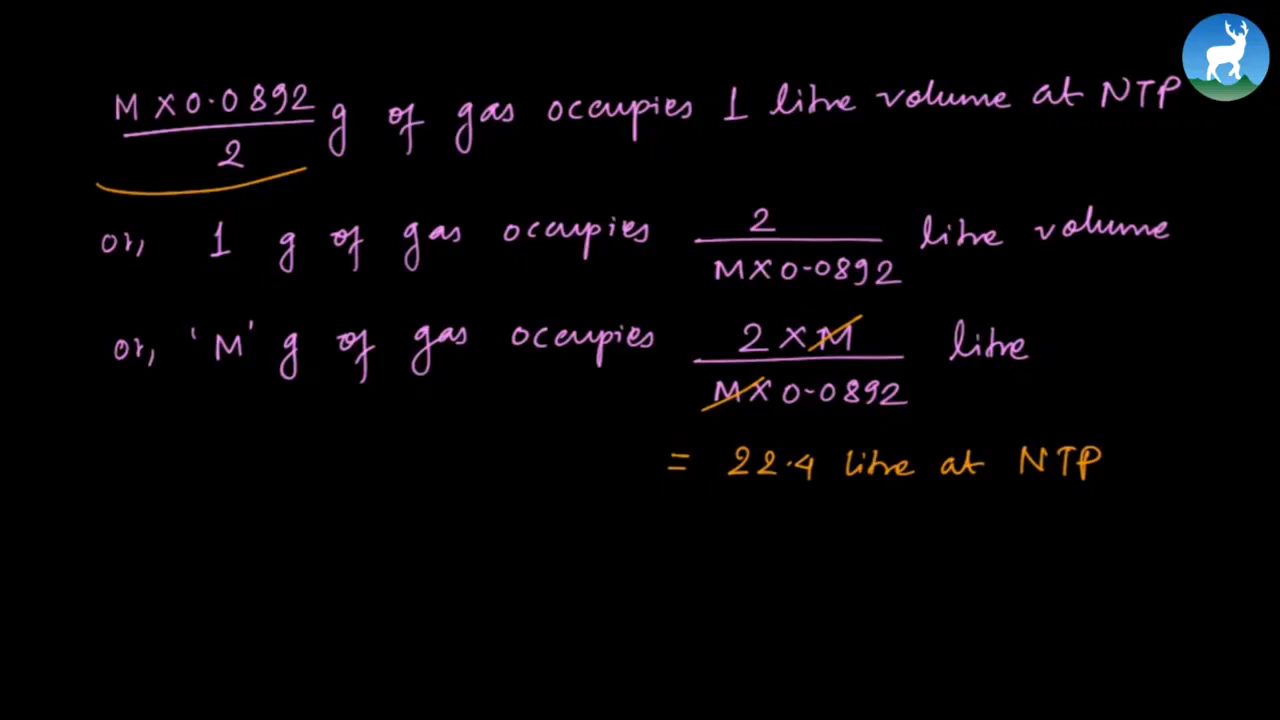 M X 0.0892 / 2 g of gas occupies 1 litre volume at NTP
or, 1 g of gas occupies 2 / M X 0.0892 litre volume
or, 'M' g of gas occupies 2 X M / M X 0.0892 litre
= 22.4 litre at NTP